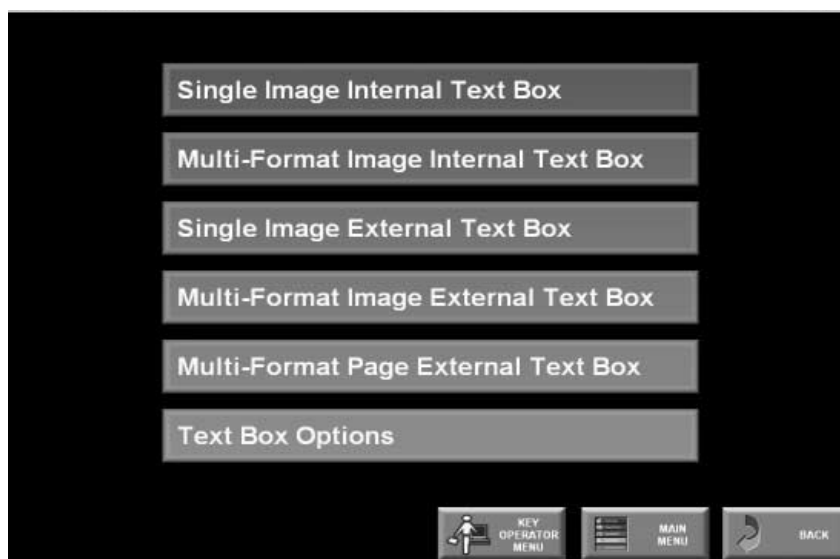 Single Image Internal Text Box
Multi-Format Image Internal Text Box
Single Image External Text Box
Multi-Format Image External Text Box
Multi-Format Page External Text Box
Text Box Options
KEY
OPERATOR
MENU
MAIN
MENU
BACK